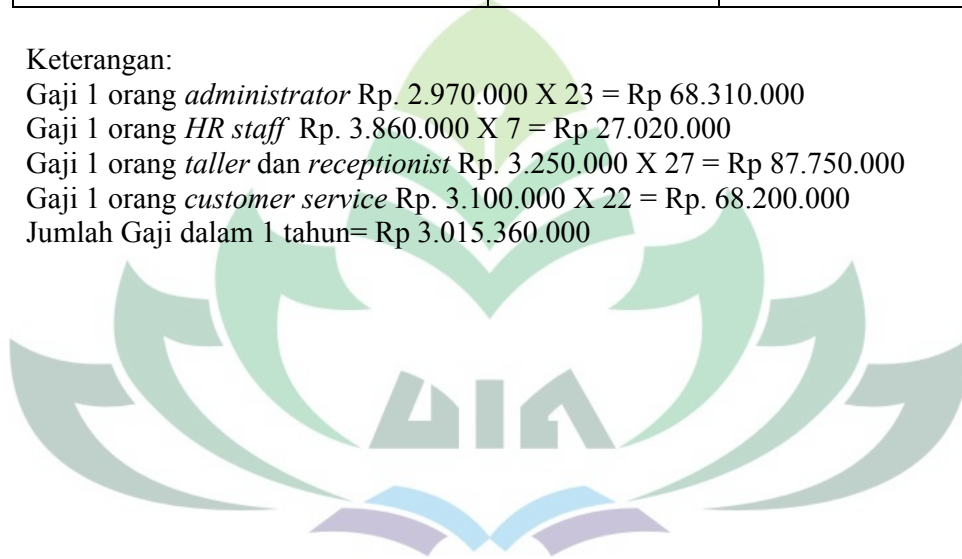 Keterangan:
Gaji 1 orang administrator Rp. 2.970.000 X 23 = Rp 68.310.000
Gaji 1 orang HR staff Rp. 3.860.000 X 7 = Rp 27.020.000
Gaji 1 orang taller dan receptionist Rp. 3.250.000 X 27 = Rp 87.750.000
Gaji 1 orang customer service Rp. 3.100.000 X 22 = Rp. 68.200.000
Jumlah Gaji dalam 1 tahun= Rp 3.015.360.000
UIN